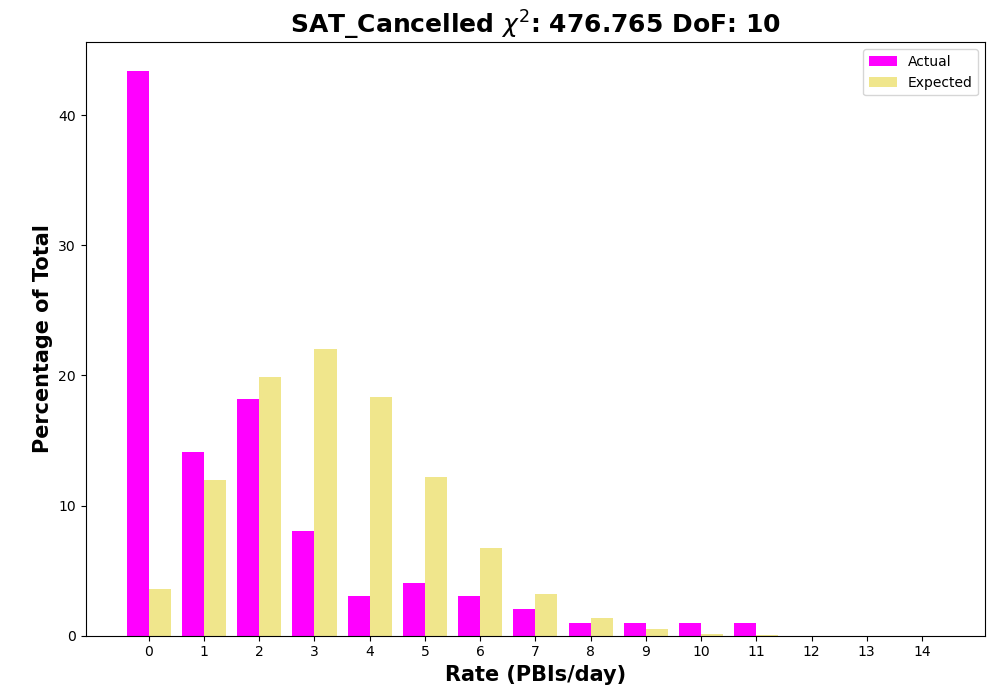 SAT_Cancelled χ²: 476.765 DoF: 10
Actual
Expected
Percentage of Total
40
30
20
10
0
0 1 2 3 4 5 6 7 8 9 10 11 12 13 14
Rate (PBIs/day)